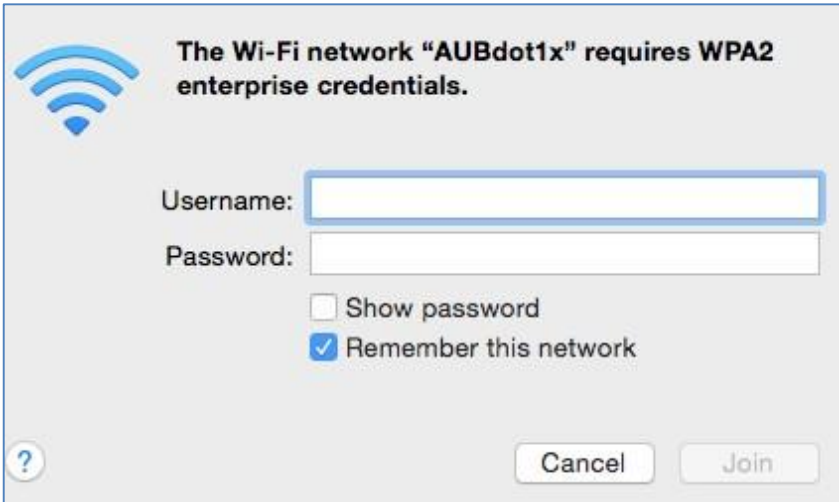 The Wi-Fi network “AUBdot1x” requires WPA2
enterprise credentials.
Username:
Password:
Show password
Remember this network
?
Cancel
Join